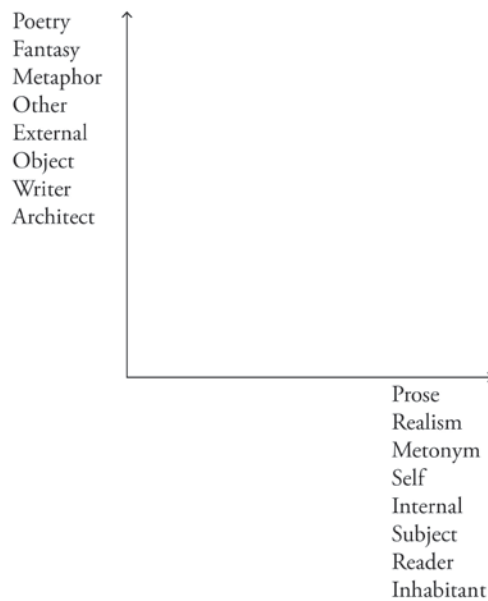 Poetry
Fantasy
Metaphor
Other
External
Object
Writer
Architect
Prose
Realism
Metonym
Self
Internal
Subject
Reader
Inhabitant